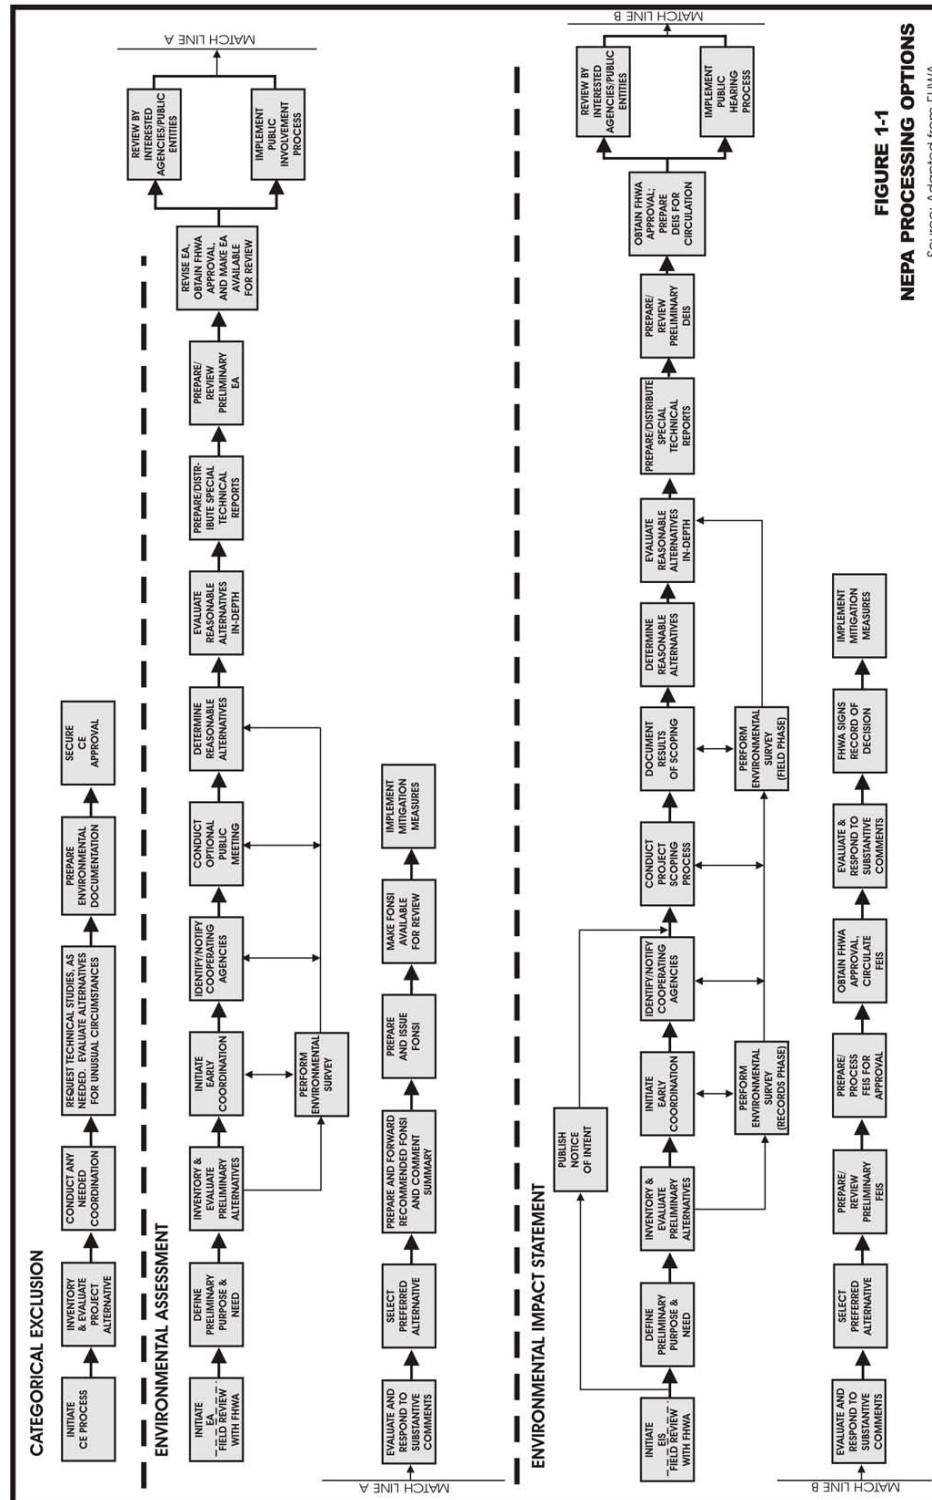 CATEGORICAL EXCLUSION
INITIATE
CE PROCESS
INVENTORY
& EVALUATE
PROJECT
ALTERNATIVE
CONDUCT ANY
NEEDED
COORDINATION
REQUEST TECHNICAL STUDIES, AS
NEEDED. EVALUATE ALTERNATIVES
FOR UNUSUAL CIRCUMSTANCES
PREPARE
ENVIRONMENTAL
DOCUMENTATION
SECURE
CE
APPROVAL
ENVIRONMENTAL ASSESSMENT
INITIATE
EA
FIELD REVIEW
WITH FHWA
DEFINE
PRELIMINARY
PURPOSE &
NEED
INVENTORY &
EVALUATE
PRELIMINARY
ALTERNATIVES
INITIATE
EARLY
COORDINATION
IDENTIFY/NOTIFY
COOPERATING
AGENCIES
CONDUCT
OPTIONAL
PUBLIC
MEETING
DETERMINE
REASONABLE
ALTERNATIVES
EVALUATE
REASONABLE
ALTERNATIVES
IN-DEPTH
PREPARE/DISTR-
IBUTE SPECIAL
TECHNICAL
REPORTS
PREPARE/
REVIEW
PRELIMINARY
EA
REVISE EA,
OBTAIN FHWA
APPROVAL,
AND MAKE EA
AVAILABLE
FOR REVIEW
REVIEW BY
INTERESTED
AGENCIES/PUBLIC
ENTITIES
IMPLEMENT
PUBLIC
INVOLVEMENT
PROCESS
MATCH LINE A
PERFORM
ENVIRONMENTAL
SURVEY
MATCH LINE A
EVALUATE AND
RESPOND TO
SUBSTANTIVE
COMMENTS
SELECT
PREFERRED
ALTERNATIVE
PREPARE AND FORWARD
RECOMMENDED FONSI
AND COMMENT
SUMMARY
PREPARE
AND ISSUE
FONSI
MAKE FONSI
AVAILABLE
FOR REVIEW
IMPLEMENT
MITIGATION
MEASURES
ENVIRONMENTAL IMPACT STATEMENT
PUBLISH
NOTICE
OF INTENT
INITIATE
EIS
FIELD REVIEW
WITH FHWA
DEFINE
PRELIMINARY
PURPOSE &
NEED
INVENTORY &
EVALUATE
PRELIMINARY
ALTERNATIVES
INITIATE
EARLY
COORDINATION
IDENTIFY/NOTIFY
COOPERATING
AGENCIES
CONDUCT
PROJECT
SCOPING
PROCESS
DOCUMENT
RESULTS
OF SCOPING
DETERMINE
REASONABLE
ALTERNATIVES
EVALUATE
REASONABLE
ALTERNATIVES
IN-DEPTH
PREPARE/DISTRIBUTE
SPECIAL
TECHNICAL
REPORTS
PREPARE/
REVIEW
PRELIMINARY
DEIS
OBTAIN FHWA
APPROVAL;
PREPARE
DEIS FOR
CIRCULATION
REVIEW BY
INTERESTED
AGENCIES/PUBLIC
ENTITIES
IMPLEMENT
PUBLIC
HEARING
PROCESS
MATCH LINE B
PERFORM
ENVIRONMENTAL
SURVEY
(RECORDS PHASE)
PERFORM
ENVIRONMENTAL
SURVEY
(FIELD PHASE)
MATCH LINE B
EVALUATE AND
RESPOND TO
SUBSTANTIVE
COMMENTS
SELECT
PREFERRED
ALTERNATIVE
PREPARE/
REVIEW
PRELIMINARY
FEIS
PREPARE/
PROCESS
FEIS FOR
APPROVAL
OBTAIN FHWA
APPROVAL,
CIRCULATE
FEIS
EVALUATE &
RESPOND TO
SUBSTANTIVE
COMMENTS
FHWA SIGNS
RECORD OF
DECISION
IMPLEMENT
MITIGATION
MEASURES
FIGURE 1-1
NEPA PROCESSING OPTIONS
Source: Adapted from FHWA